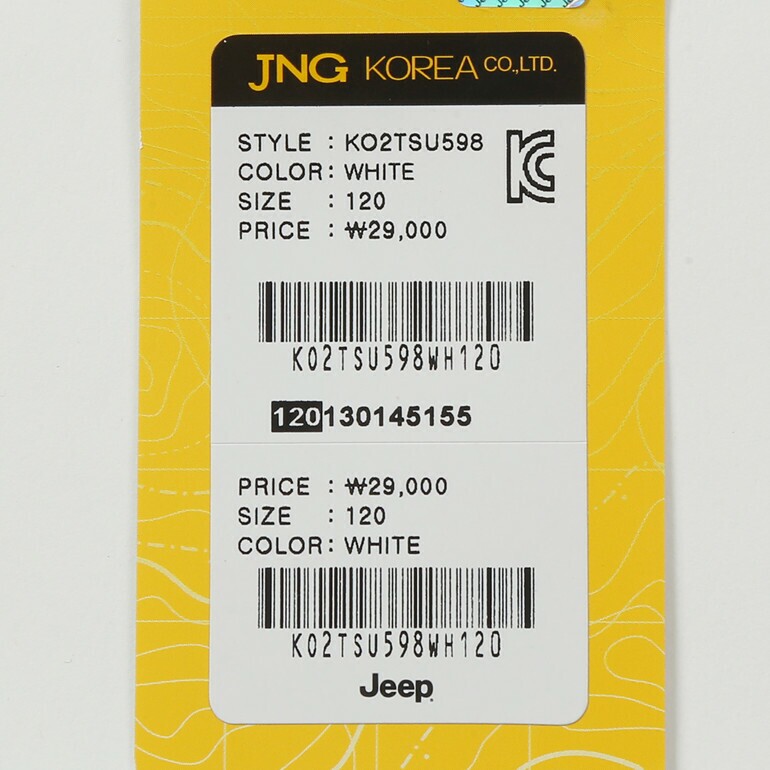 JNG KOREA CO.,LTD.
STYLE : KO2TSU598
COLOR: WHITE
SIZE : 120
PRICE : ₩29,000
K02TSU598WH120
120130145155
PRICE : ₩29,000
SIZE : 120
COLOR: WHITE
K02TSU598WH120
Jeep